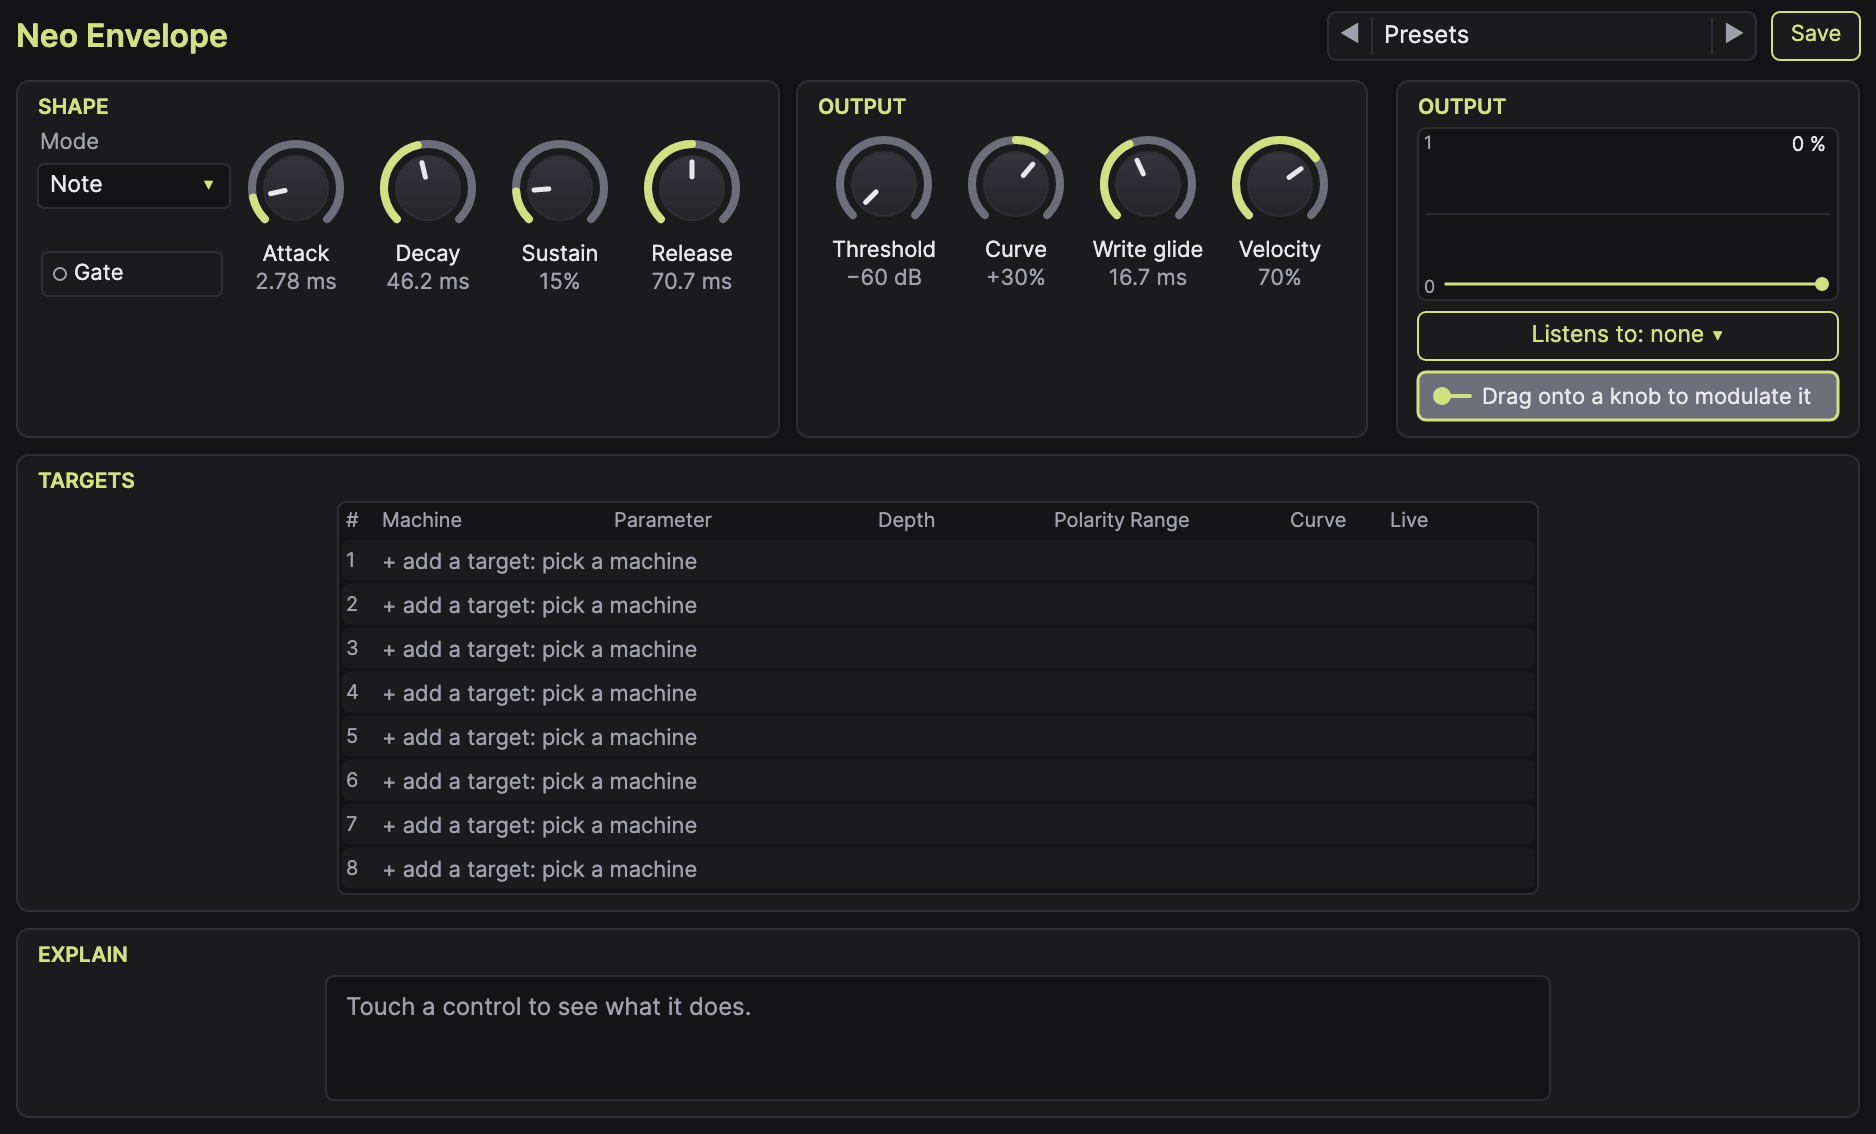 Neo Envelope
Presets
Save
SHAPE
Mode
Note
Gate
Attack
2.78 ms
Decay
46.2 ms
Sustain
15%
Release
70.7 ms
OUTPUT
Threshold
−60 dB
Curve
+30%
Write glide
16.7 ms
Velocity
70%
OUTPUT
1
0 %
0
Listens to: none
Drag onto a knob to modulate it
TARGETS
# Machine Parameter Depth Polarity Range Curve Live
1 + add a target: pick a machine
2 + add a target: pick a machine
3 + add a target: pick a machine
4 + add a target: pick a machine
5 + add a target: pick a machine
6 + add a target: pick a machine
7 + add a target: pick a machine
8 + add a target: pick a machine
EXPLAIN
Touch a control to see what it does.